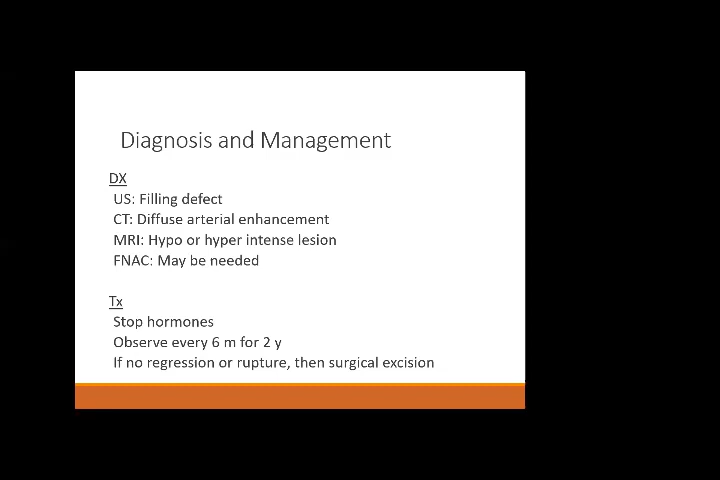 Diagnosis and Management
DX
US: Filling defect
CT: Diffuse arterial enhancement
MRI: Hypo or hyper intense lesion
FNAC: May be needed
Tx
Stop hormones
Observe every 6 m for 2 y
If no regression or rupture, then surgical excision